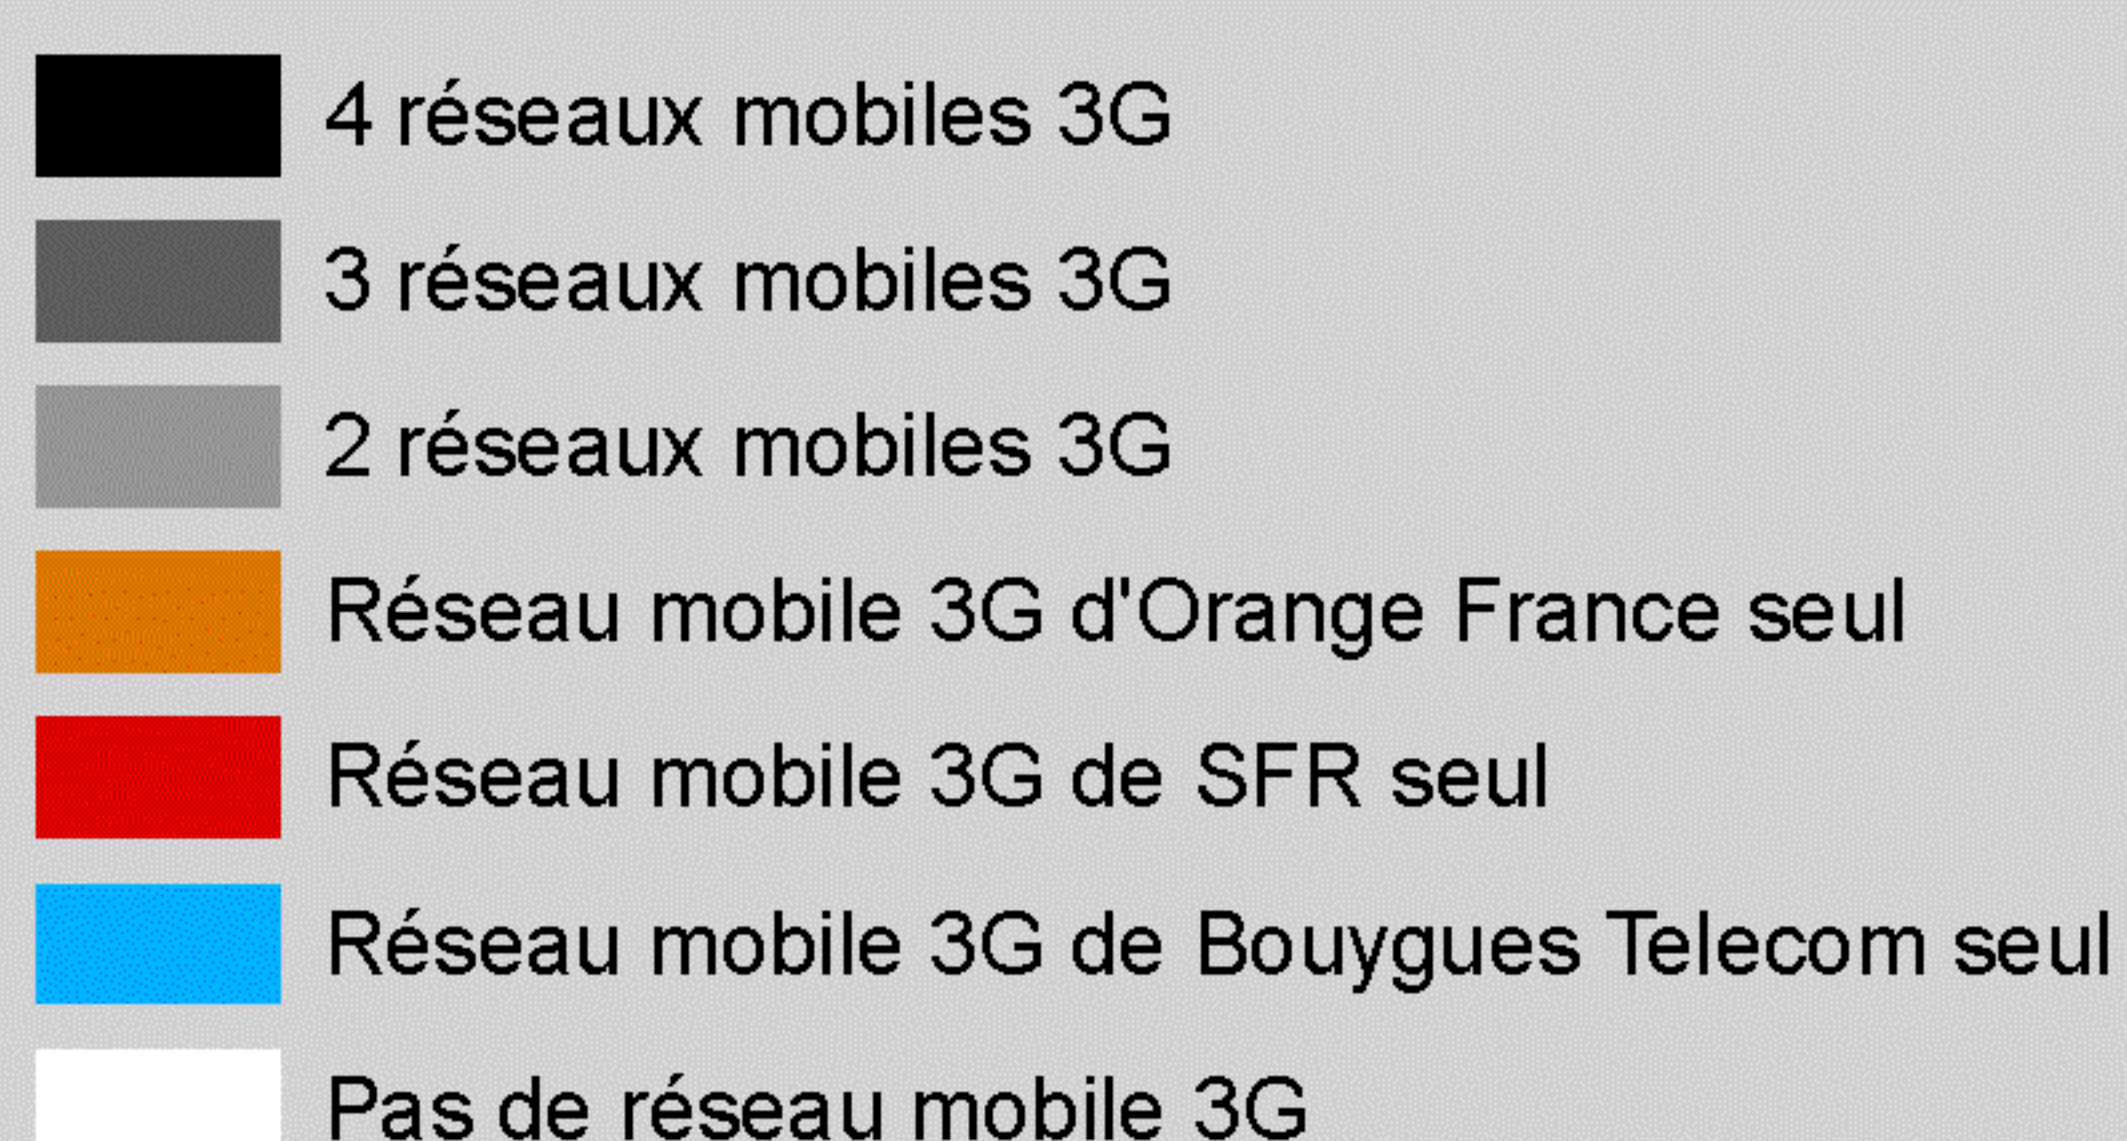 4 réseaux mobiles 3G
3 réseaux mobiles 3G
2 réseaux mobiles 3G
Réseau mobile 3G d'Orange France seul
Réseau mobile 3G de SFR seul
Réseau mobile 3G de Bouygues Telecom seul
Pas de réseau mobile 3G